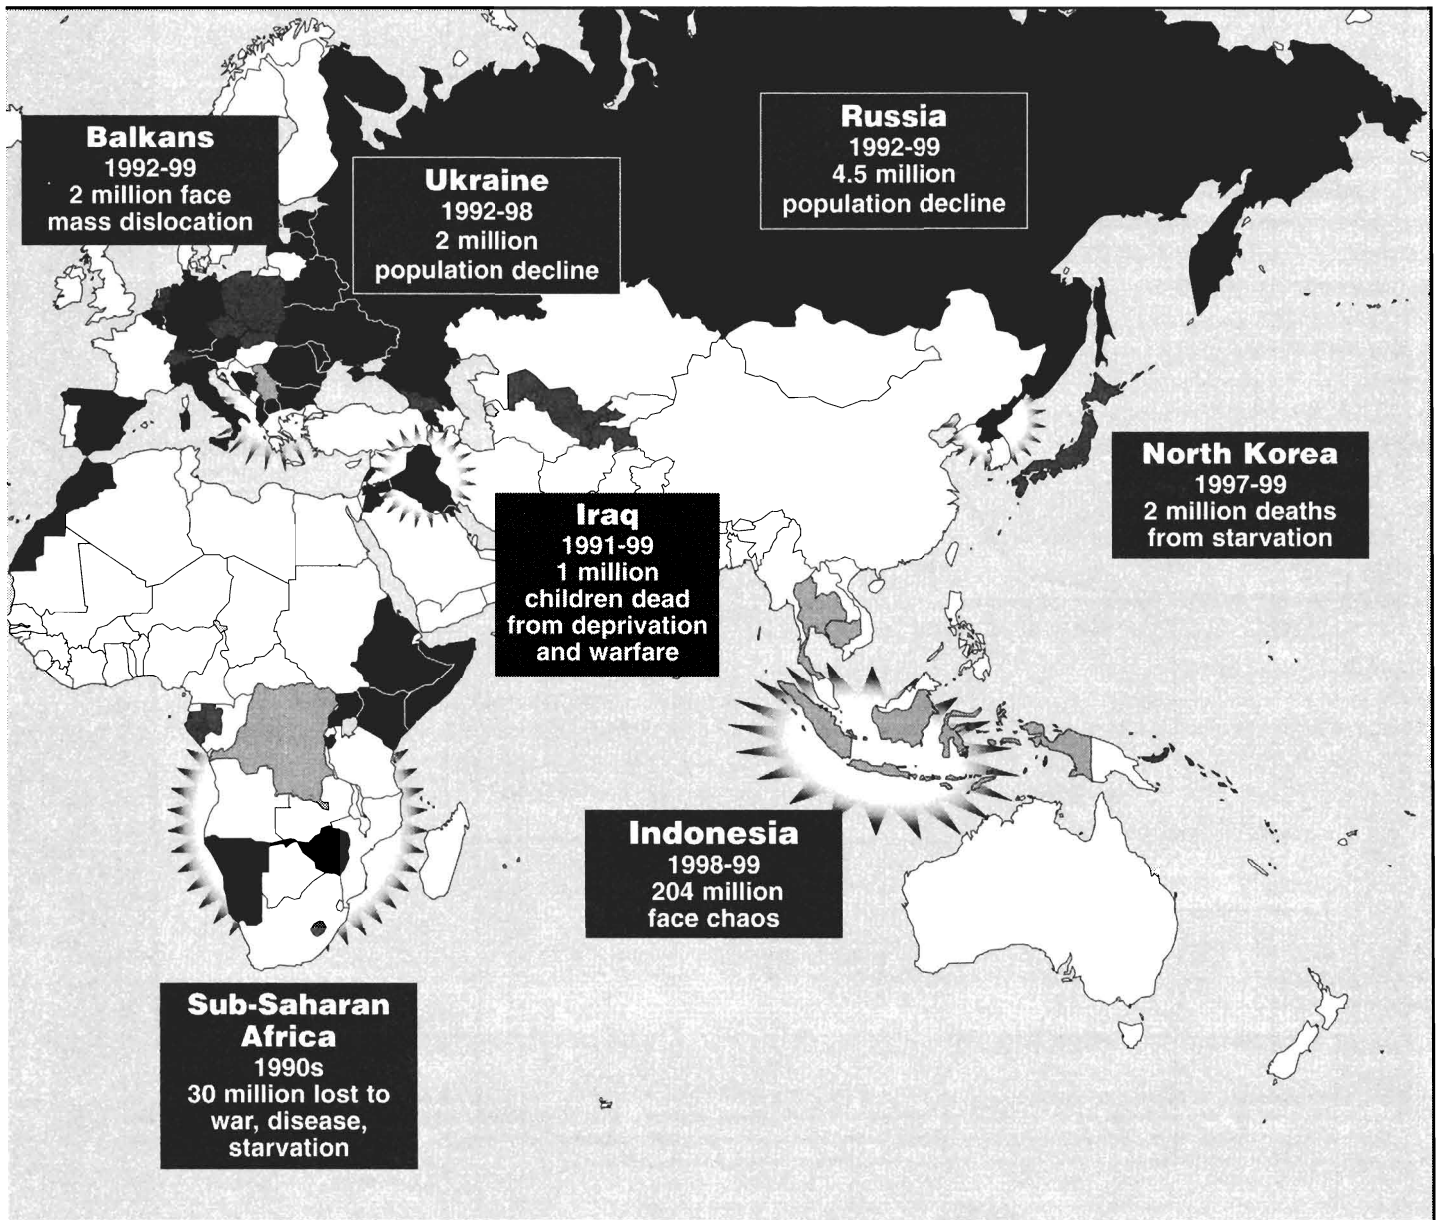 Balkans
1992-99
2 million face
mass dislocation
Ukraine
1992-98
2 million
population decline
Russia
1992-99
4.5 million
population decline
North Korea
1997-99
2 million deaths
from starvation
Iraq
1991-99
1 million
children dead
from deprivation
and warfare
Indonesia
1998-99
204 million
face chaos
Sub-Saharan
Africa
1990s
30 million lost to
war, disease,
starvation